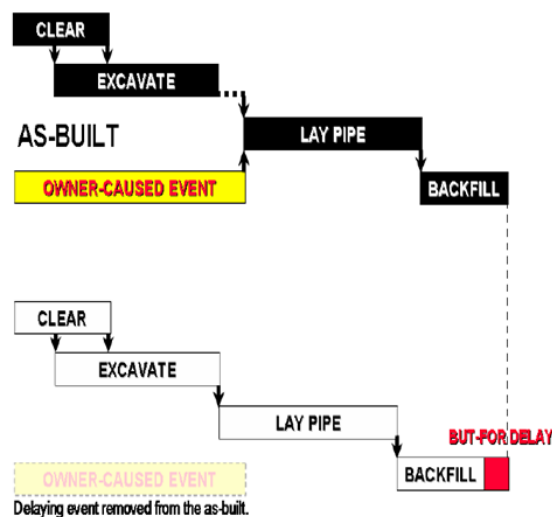 CLEAR
EXCAVATE
AS-BUILT
LAY PIPE
OWNER-CAUSED EVENT
BACKFILL
CLEAR
EXCAVATE
LAY PIPE
BUT-FOR DELAY
OWNER-CAUSED EVENT
BACKFILL
Delaying event removed from the as-built.